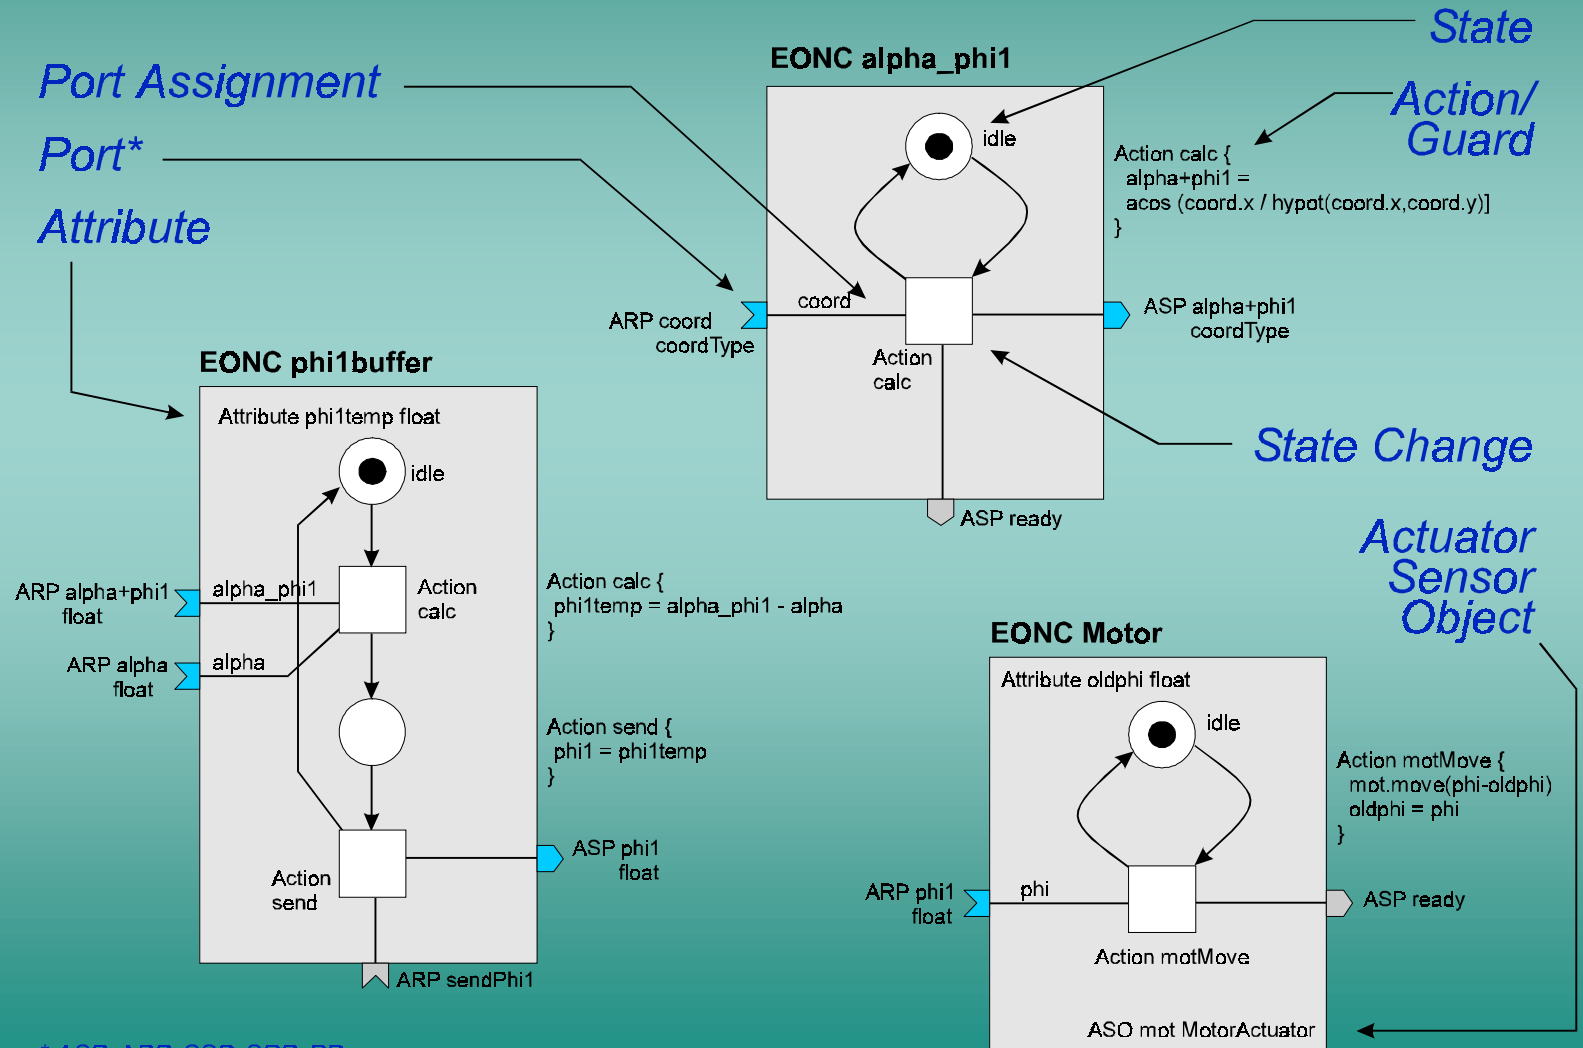 Port Assignment
Port*
Attribute
EONC alpha_phi1
State
Action/
Guard
idle
Action calc {
alpha+phi1 =
acos (coord.x / hypot(coord.x,coord.y)]
}
coord
ARP coord
coordType
ASP alpha+phi1
coordType
Action
calc
State Change
ASP ready
EONC phi1buffer
Attribute phi1temp float
idle
ARP alpha+phi1
float
alpha_phi1
Action
calc
Action calc {
phi1temp = alpha_phi1 - alpha
}
ARP alpha
float
alpha
Action send {
phi1 = phi1temp
}
ASP phi1
float
Action
send
ARP sendPhi1
Actuator
Sensor
Object
EONC Motor
Attribute oldphi float
idle
Action motMove {
mot.move(phi-oldphi)
oldphi = phi
}
ARP phi1
float
phi
ASP ready
Action motMove
ASO mot MotorActuator